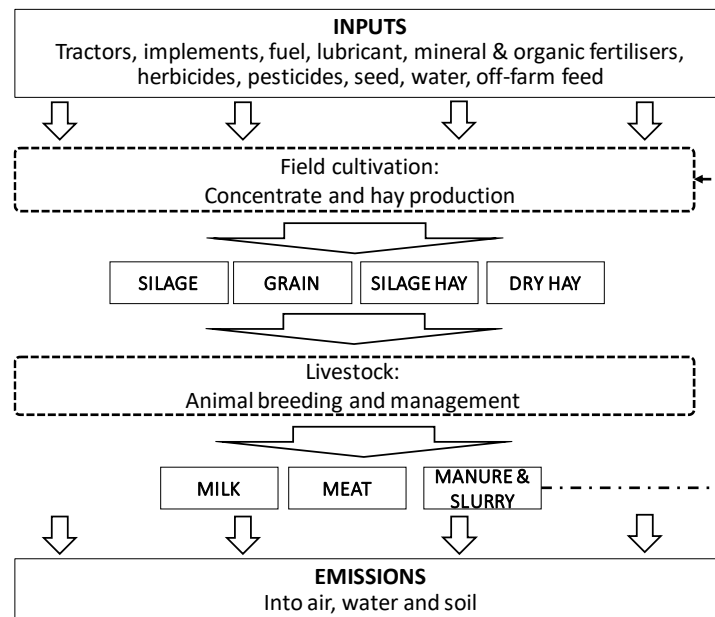 INPUTS
Tractors, implements, fuel, lubricant, mineral & organic fertilisers,
herbicides, pesticides, seed, water, off-farm feed
Field cultivation:
Concentrate and hay production
SILAGE
GRAIN
SILAGE HAY
DRY HAY
Livestock:
Animal breeding and management
MILK
MEAT
MANURE &
SLURRY
EMISSIONS
Into air, water and soil